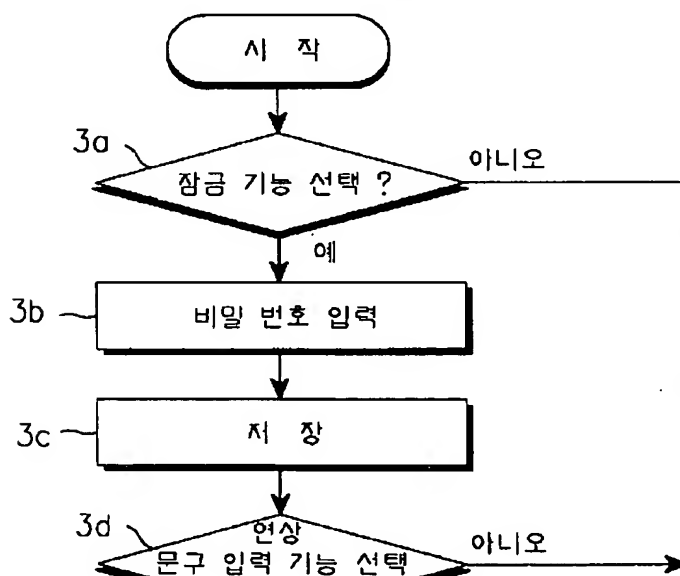 시 작
3a
아니오
잠금 기능 선택 ?
예
3b
비밀 번호 입력
3c
저 장
3d
연상
아니오
문구 입력 기능 선택